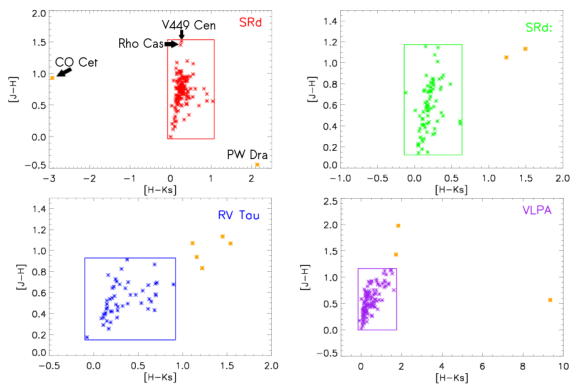 2.0
1.5
1.0
0.5
0.0
−0.5
−3 −2 −1 0 1 2 3
[J−H]
[H−Ks]
SRd
V449 Cen
Rho Cas
CO Cet
PW Dra
1.4
1.2
1.0
0.8
0.6
0.4
0.2
0.0
−1.0 −0.5 0.0 0.5 1.0 1.5 2.0
[J−H]
[H−Ks]
SRd:
1.4
1.2
1.0
0.8
0.6
0.4
0.2
0.0
−0.5 0.0 0.5 1.0 1.5 2.0
[J−H]
[H−Ks]
RV Tau
2.5
2.0
1.5
1.0
0.5
0.0
−0.5
0 2 4 6 8 10
[J−H]
[H−Ks]
VLPA